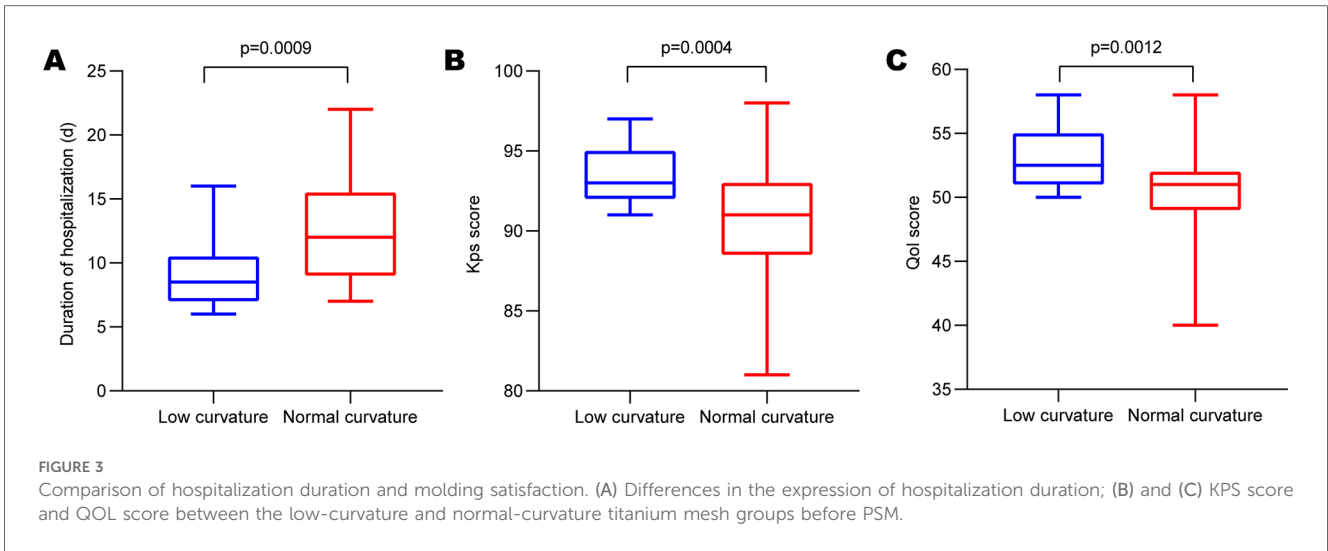 A
p=0.0009
Duration of hospitalization (d)
25
20
15
10
5
0
Low curvature
Normal curvature
B
p=0.0004
Kps score
100
95
90
85
80
Low curvature
Normal curvature
C
p=0.0012
Qol score
60
55
50
45
40
35
Low curvature
Normal curvature
FIGURE 3
Comparison of hospitalization duration and molding satisfaction. (A) Differences in the expression of hospitalization duration; (B) and (C) KPS score
and QOL score between the low-curvature and normal-curvature titanium mesh groups before PSM.